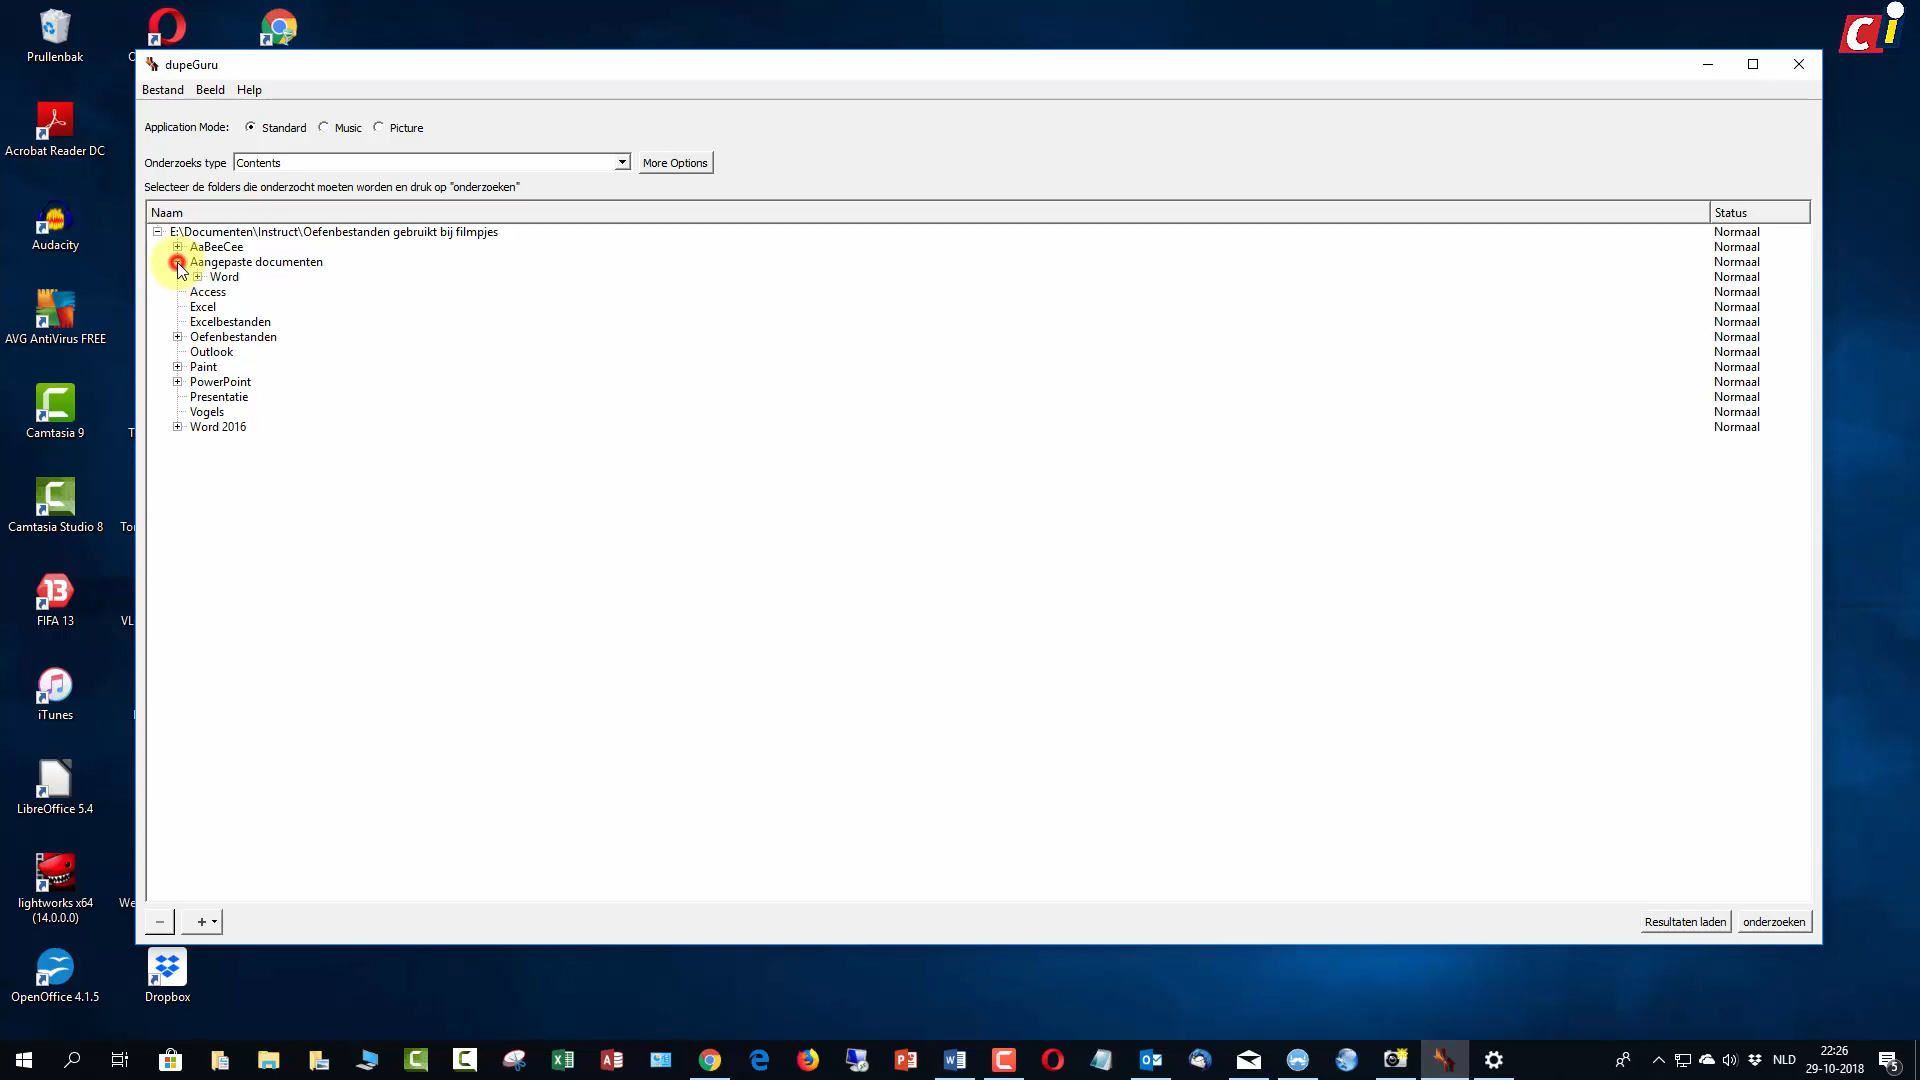 Prullenbak
Ci
dupeGuru
Bestand Beeld Help
Application Mode: Standard Music Picture
Onderzoeks type Contents More Options
Selecteer de folders die onderzocht moeten worden en druk op "onderzoeken"
Naam Status
E:\Documenten\Instruct\Oefenbestanden gebruikt bij filmpjes Normaal
AaBeeCee Normaal
Aangepaste documenten Normaal
Word Normaal
Access Normaal
Excel Normaal
Excelbestanden Normaal
Oefenbestanden Normaal
Outlook Normaal
Paint Normaal
PowerPoint Normaal
Presentatie Normaal
Vogels Normaal
Word 2016 Normaal
Resultaten laden onderzoeken
Acrobat Reader DC
Audacity
AVG AntiVirus FREE
Camtasia 9
Camtasia Studio 8
FIFA 13
iTunes
LibreOffice 5.4
lightworks x64
(14.0.0.0)
OpenOffice 4.1.5
Dropbox
NLD
22:26
29-10-2018
5